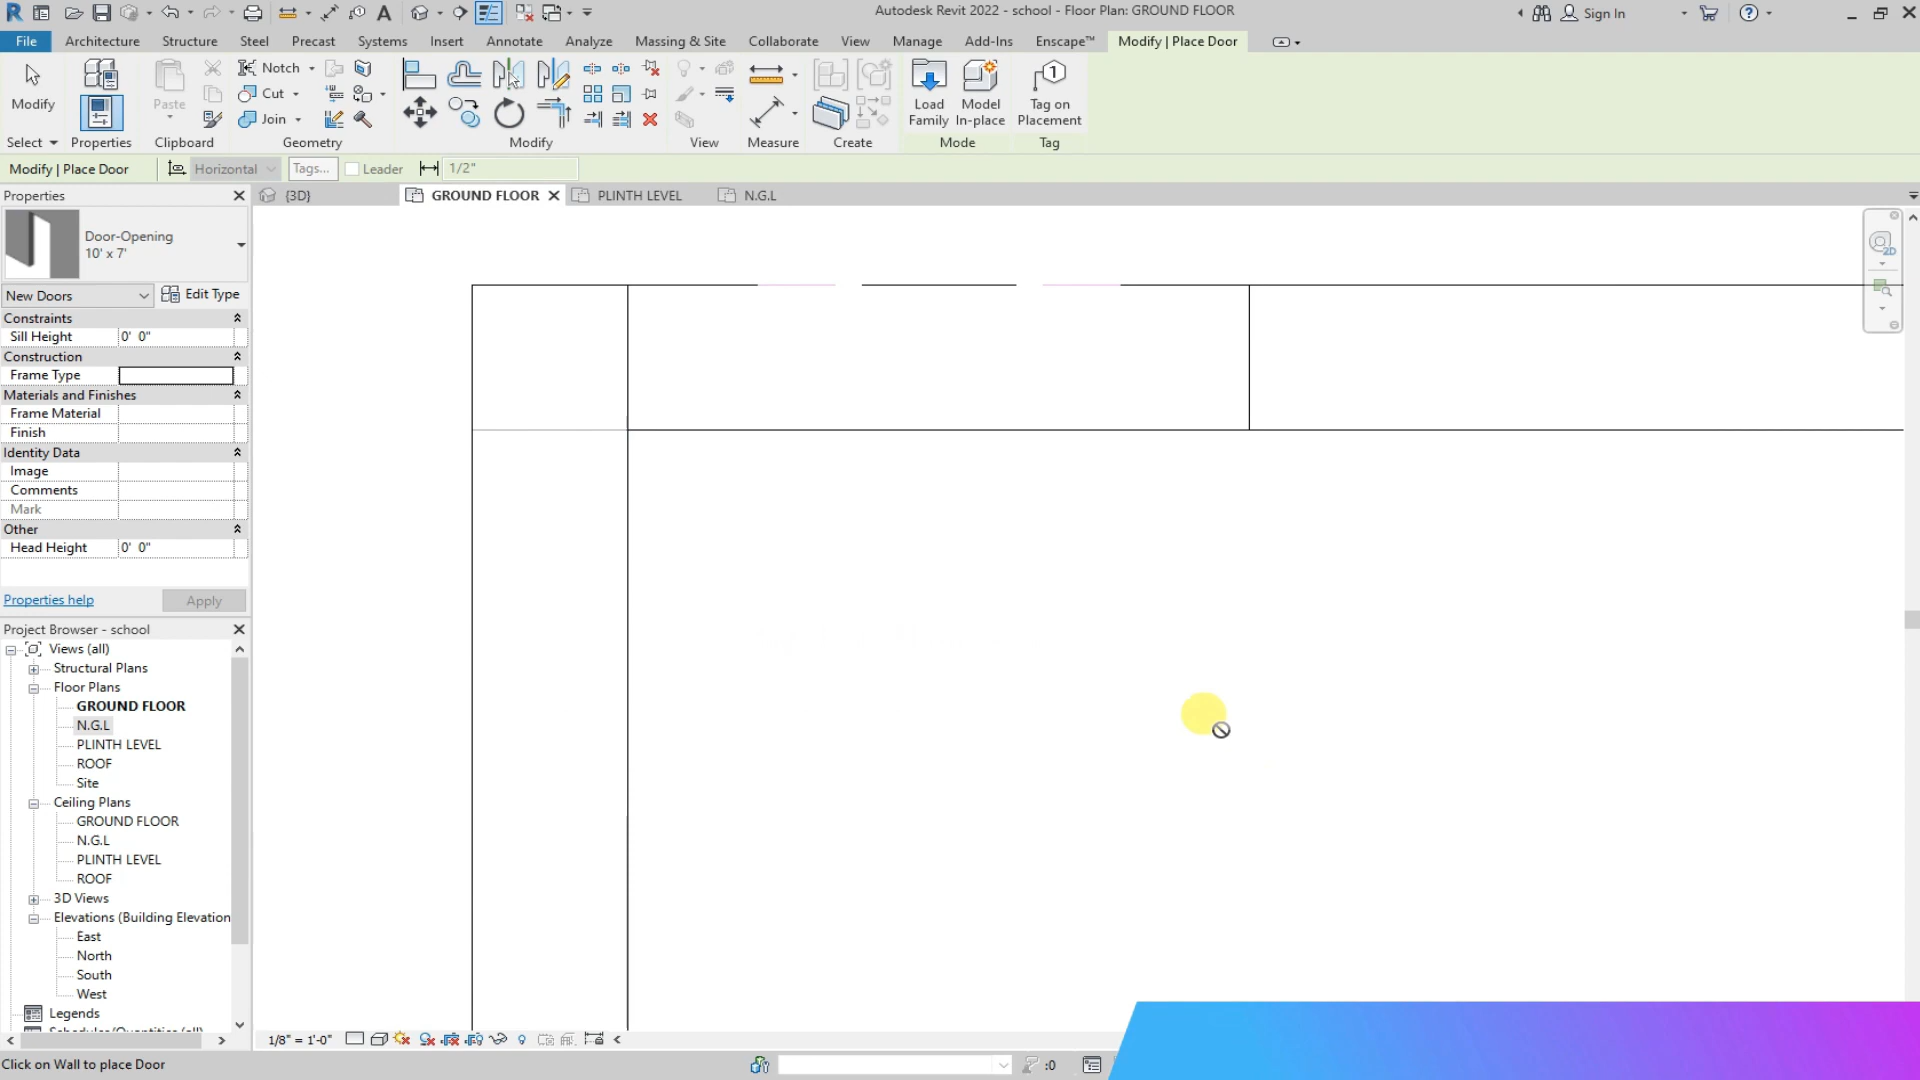 Autodesk Revit 2022 - school - Floor Plan: GROUND FLOOR
Sign In
File Architecture Structure Steel Precast Systems Insert Annotate Analyze Massing & Site Collaborate View Manage Add-Ins Enscape™ Modify | Place Door
Modify
Paste
Notch
Cut
Join
Load Family
Model In-place
Tag on Placement
Select Properties Clipboard Geometry Modify View Measure Create Mode Tag
Modify | Place Door Horizontal Tags... Leader 1/2"
Properties
{3D} GROUND FLOOR PLINTH LEVEL N.G.L
Door-Opening
10' x 7'
New Doors Edit Type
Constraints
Sill Height 0' 0"
Construction
Frame Type
Materials and Finishes
Frame Material
Finish
Identity Data
Image
Comments
Mark
Other
Head Height 0' 0"
Properties help Apply
Project Browser - school
Views (all)
Structural Plans
Floor Plans
GROUND FLOOR
N.G.L
PLINTH LEVEL
ROOF
Site
Ceiling Plans
GROUND FLOOR
N.G.L
PLINTH LEVEL
ROOF
3D Views
Elevations (Building Elevation
East
North
South
West
Legends
1/8" = 1'-0"
Click on Wall to place Door
:0